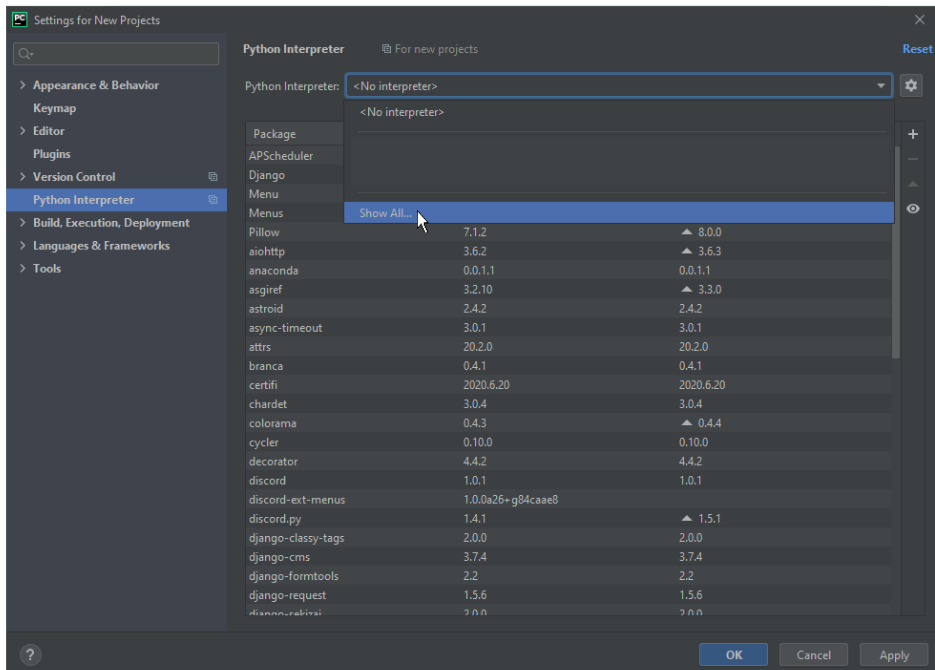 PC Settings for New Projects
Python Interpreter For new projects Reset
Appearance & Behavior
Keymap
Editor
Plugins
Version Control
Python Interpreter
Build, Execution, Deployment
Languages & Frameworks
Tools
Python Interpreter: <No interpreter>
<No interpreter>
Show All...
Package
APScheduler
Django
Menu
Menus
Pillow 7.1.2 ▲ 8.0.0
aiohttp 3.6.2 ▲ 3.6.3
anaconda 0.0.1.1 0.0.1.1
asgiref 3.2.10 ▲ 3.3.0
astroid 2.4.2 2.4.2
async-timeout 3.0.1 3.0.1
attrs 20.2.0 20.2.0
branca 0.4.1 0.4.1
certifi 2020.6.20 2020.6.20
chardet 3.0.4 3.0.4
colorama 0.4.3 ▲ 0.4.4
cycler 0.10.0 0.10.0
decorator 4.4.2 4.4.2
discord 1.0.1 1.0.1
discord-ext-menus 1.0.0a26+g84caae8
discord.py 1.4.1 ▲ 1.5.1
django-classy-tags 2.0.0 2.0.0
django-cms 3.7.4 3.7.4
django-formtools 2.2 2.2
django-request 1.5.6 1.5.6
django-sekizai 2.0.0 2.0.0
? OK Cancel Apply